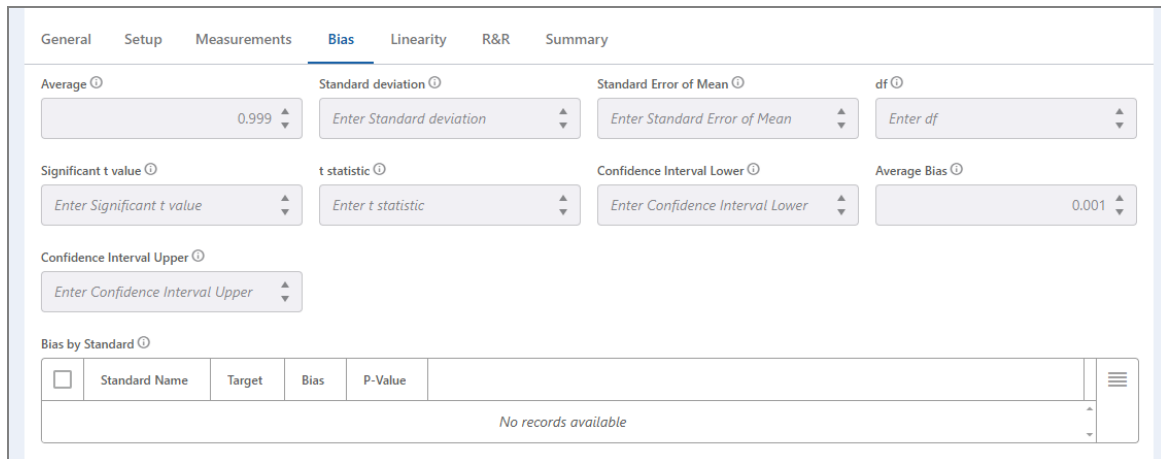 General Setup Measurements Bias Linearity R&R Summary
Average Standard deviation Standard Error of Mean df
0.999 Enter Standard deviation Enter Standard Error of Mean Enter df
Significant t value t statistic Confidence Interval Lower Average Bias
Enter Significant t value Enter t statistic Enter Confidence Interval Lower 0.001
Confidence Interval Upper
Enter Confidence Interval Upper
Bias by Standard
Standard Name Target Bias P-Value
No records available